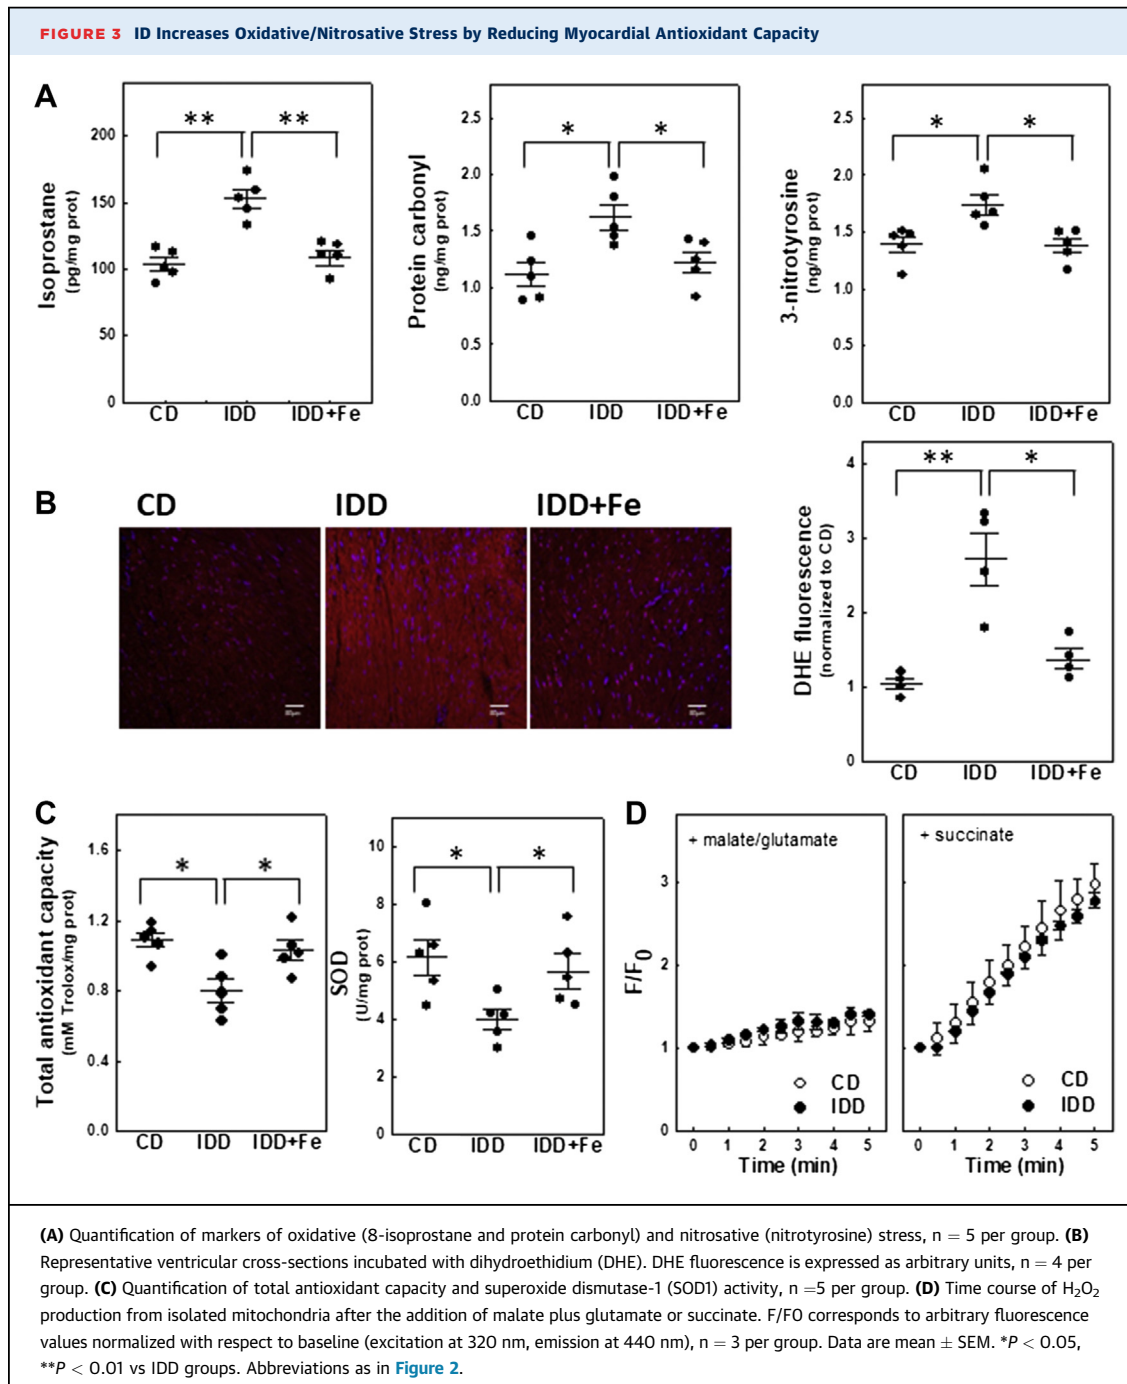 FIGURE 3 ID Increases Oxidative/Nitrosative Stress by Reducing Myocardial Antioxidant Capacity
A
Isoprostane
(pg/mg prot)
200
150
100
50
0
** **
CD IDD IDD+Fe
Protein carbonyl
(ng/mg prot)
2.5
2.0
1.5
1.0
0.5
0.0
* *
CD IDD IDD+Fe
3-nitrotyrosine
(ng/mg prot)
2.5
2.0
1.5
1.0
0.5
0.0
* *
CD IDD IDD+Fe
B
CD IDD IDD+Fe
DHE fluorescence
(normalized to CD)
4
3
2
1
0
** *
CD IDD IDD+Fe
C
Total antioxidant capacity
(mM Trolox/mg prot)
1.6
1.2
0.8
0.4
0.0
* *
CD IDD IDD+Fe
SOD
(U/mg prot)
10
8
6
4
2
0
* *
CD IDD IDD+Fe
D
F/F0
3
2
1
0
+ malate/glutamate
CD
IDD
0 1 2 3 4 5
Time (min)
+ succinate
CD
IDD
0 1 2 3 4 5
Time (min)
(A) Quantification of markers of oxidative (8-isoprostane and protein carbonyl) and nitrosative (nitrotyrosine) stress, n = 5 per group. (B)
Representative ventricular cross-sections incubated with dihydroethidium (DHE). DHE fluorescence is expressed as arbitrary units, n = 4 per
group. (C) Quantification of total antioxidant capacity and superoxide dismutase-1 (SOD1) activity, n =5 per group. (D) Time course of H₂O₂
production from isolated mitochondria after the addition of malate plus glutamate or succinate. F/F0 corresponds to arbitrary fluorescence
values normalized with respect to baseline (excitation at 320 nm, emission at 440 nm), n = 3 per group. Data are mean ± SEM. *P < 0.05,
**P < 0.01 vs IDD groups. Abbreviations as in Figure 2.